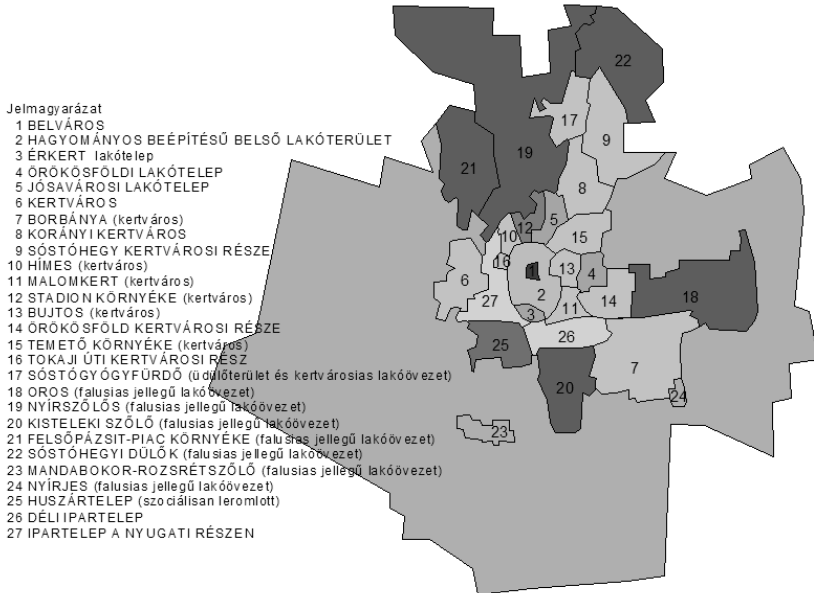 Jelmagyarázat
1 BELVÁROS
2 HAGYOMÁNYOS BEÉPÍTÉSŰ BELSŐ LAKÓTERÜLET
3 ÉRKERT lakótelep
4 ÖRÖKÖSFÖLDI LAKÓTELEP
5 JÓSAVÁROSI LAKÓTELEP
6 KERTVÁROS
7 BORBÁNYA (kertváros)
8 KORÁNYI KERTVÁROS
9 SÓSTÓHEGY KERTVÁROSI RÉSZE
10 HÍMES (kertváros)
11 MALOMKERT (kertváros)
12 STADION KÖRNYÉKE (kertváros)
13 BUJTOS (kertváros)
14 ÖRÖKÖSFÖLD KERTVÁROSI RÉSZE
15 TEMETŐ KÖRNYÉKE (kertváros)
16 TOKAJI ÚTI KERTVÁROSI RÉSZ
17 SÓSTÓGYÓGYFÜRDŐ (üdülőterület és kertvárosias lakóövezet)
18 OROS (falusias jellegű lakóövezet)
19 NYÍRSZŐLŐS (falusias jellegű lakóövezet)
20 KISTELEKI SZŐLŐ (falusias jellegű lakóövezet)
21 FELSŐPÁZSIT-PIAC KÖRNYÉKE (falusias jellegű lakóövezet)
22 SÓSTÓHEGYI DŰLŐK (falusias jellegű lakóövezet)
23 MANDABOKOR-ROZSRÉTSZŐLŐ (falusias jellegű lakóövezet)
24 NYÍRJES (falusias jellegű lakóövezet)
25 HUSZÁRTELEP (szociálisan leromlott)
26 DÉLI IPARTELEP
27 IPARTELEP A NYUGATI RÉSZEN
22
17
9
19
21
8
5
12
10
15
16
13
4
1
6
27
2
14
18
11
3
26
25
7
20
24
23